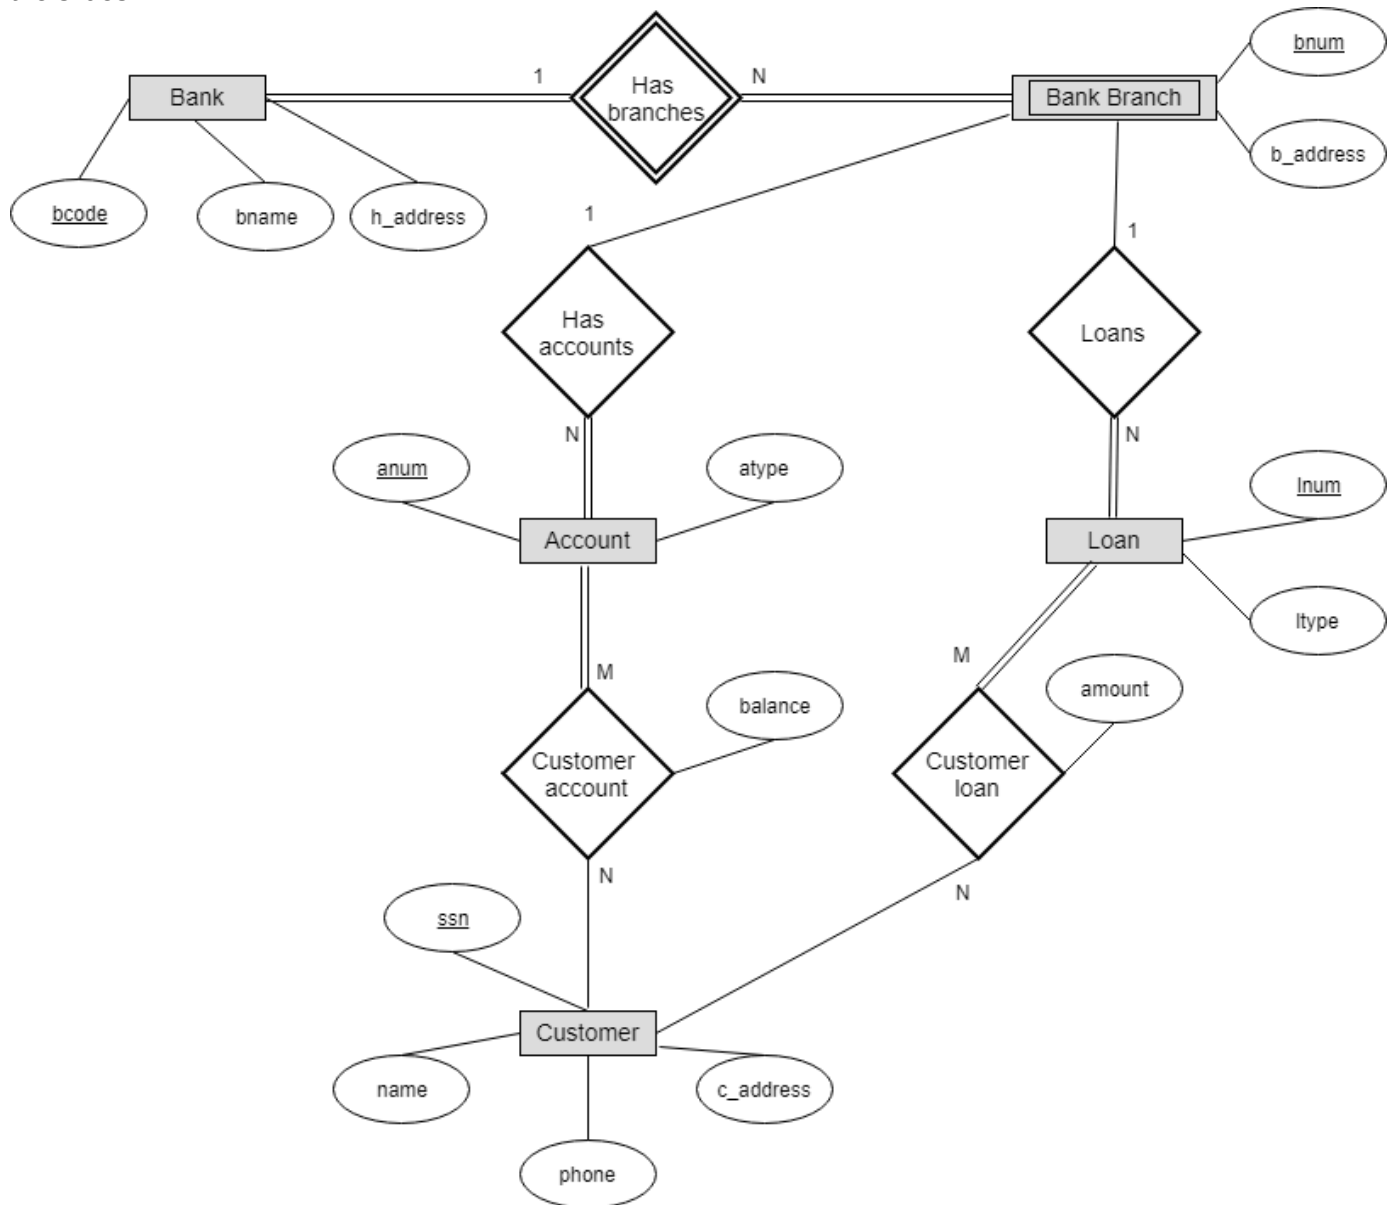 bnum
1
N
Bank
Has
branches
Bank Branch
b_address
bcode
bname
h_address
1
1
Has
accounts
Loans
N
N
anum
atype
lnum
Account
Loan
ltype
M
M
balance
amount
Customer
account
Customer
loan
N
N
ssn
Customer
name
c_address
phone